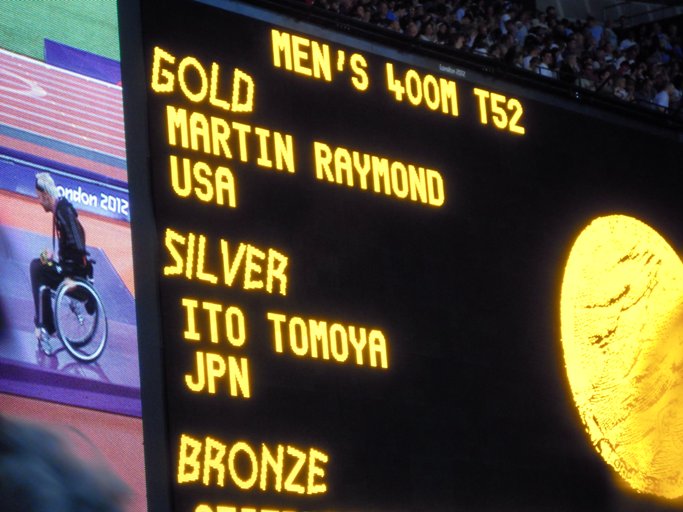 MEN'S 400M T52
GOLD
MARTIN RAYMOND
USA
SILVER
ITO TOMOYA
JPN
BRONZE
london 2012